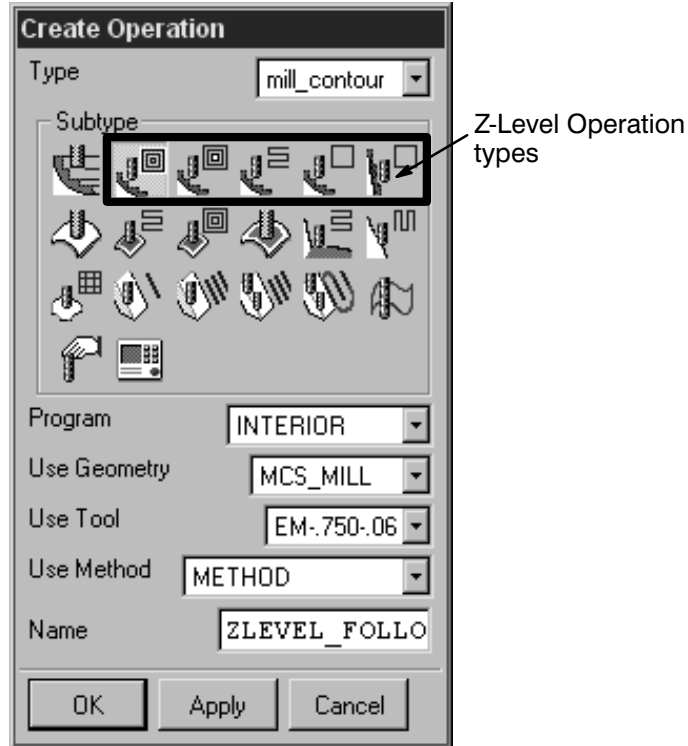 Create Operation
Type
mill_contour
Subtype
Z-Level Operation
types
Program
INTERIOR
Use Geometry
MCS_MILL
Use Tool
EM-.750-.06
Use Method
METHOD
Name
ZLEVEL_FOLLO
OK
Apply
Cancel